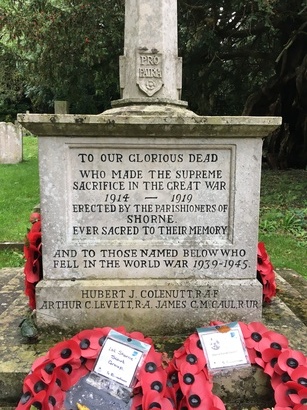 PRO
PATRIA
TO OUR GLORIOUS DEAD
WHO MADE THE SUPREME
SACRIFICE IN THE GREAT WAR
1914 — 1919
ERECTED BY THE PARISHIONERS OF
SHORNE.
EVER SACRED TO THEIR MEMORY
AND TO THOSE NAMED BELOW WHO
FELL IN THE WORLD WAR 1939-1945.
HUBERT J. COLENUTT. R.A.F.
ARTHUR C. LEVETT. R.A. JAMES C. McCAUL. R.U.R